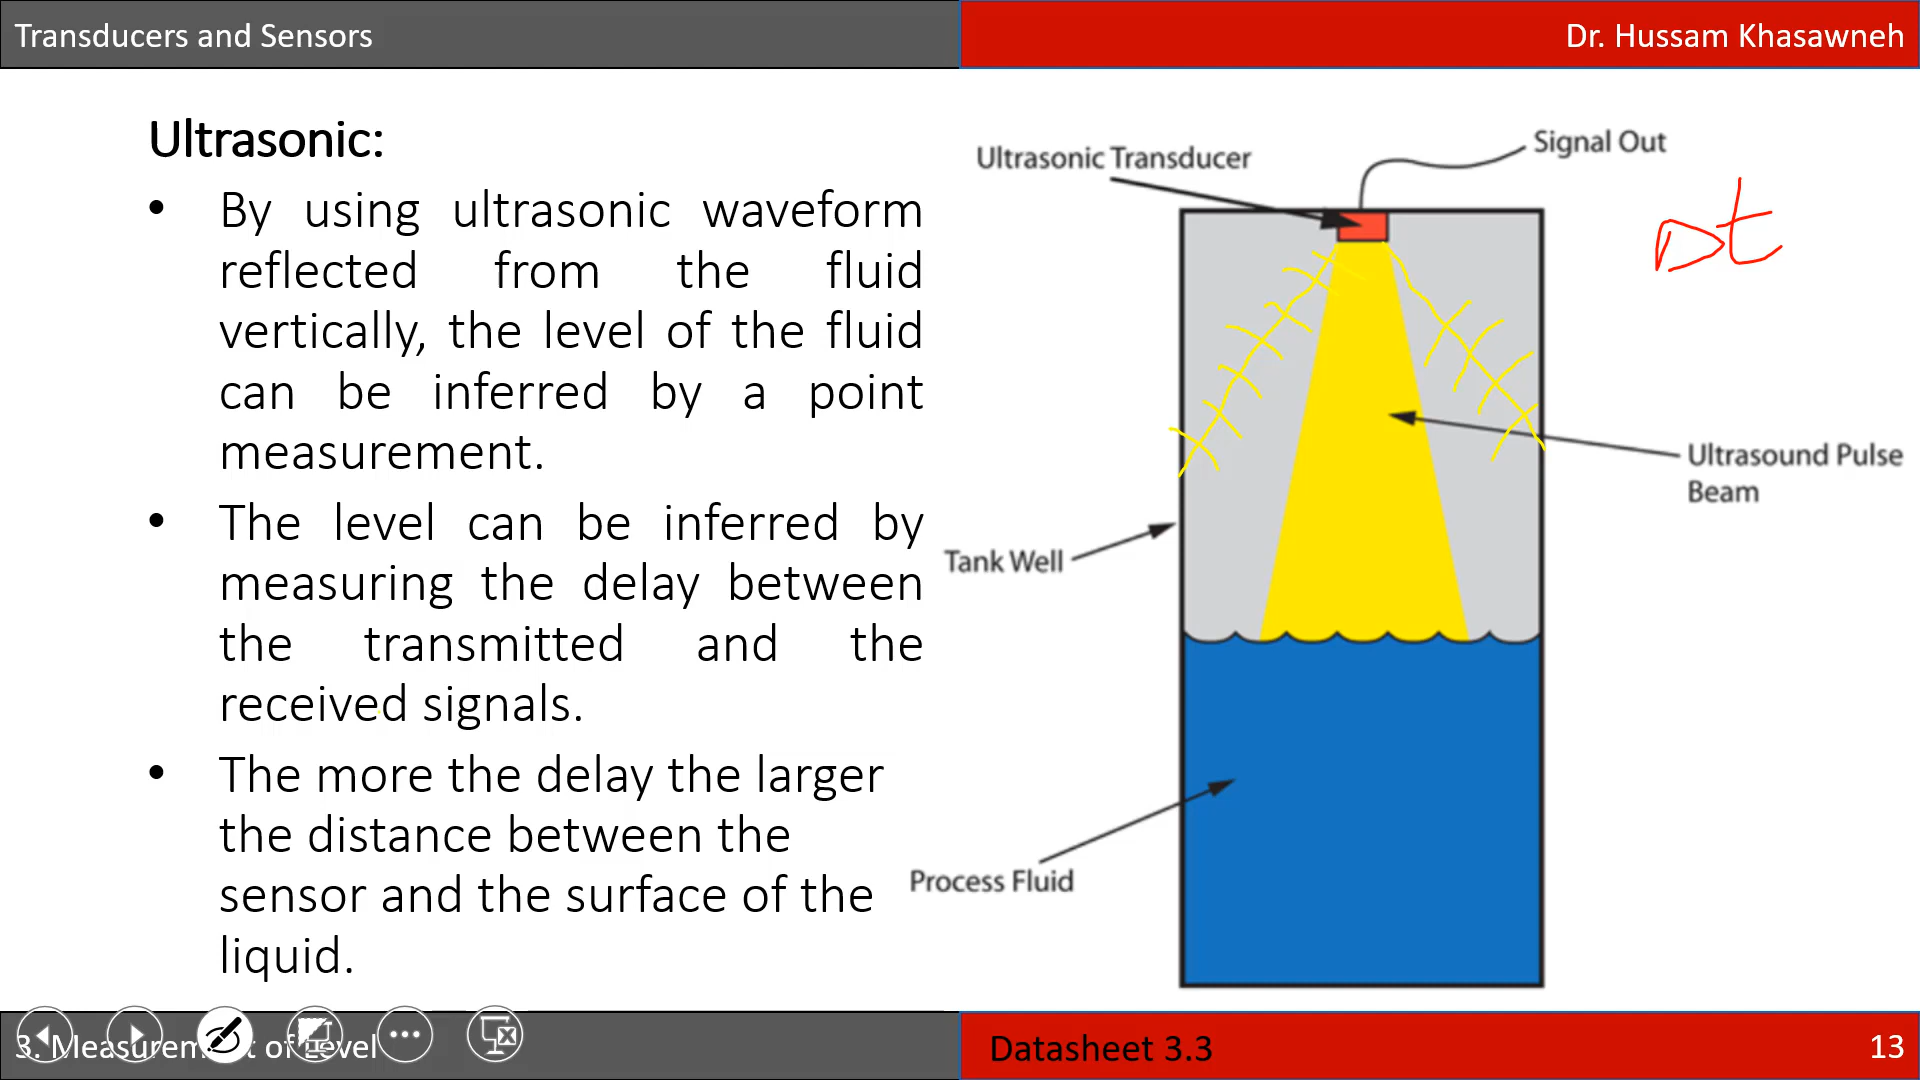 Transducers and Sensors
Dr. Hussam Khasawneh
Ultrasonic:
• By using ultrasonic waveform
reflected from the fluid
vertically, the level of the fluid
can be inferred by a point
measurement.
• The level can be inferred by
measuring the delay between
the transmitted and the
received signals.
• The more the delay the larger
the distance between the
sensor and the surface of the
liquid.
Ultrasonic Transducer
Signal Out
Δt
Ultrasound Pulse
Beam
Tank Well
Process Fluid
3. Measurement of Level
Datasheet 3.3
13